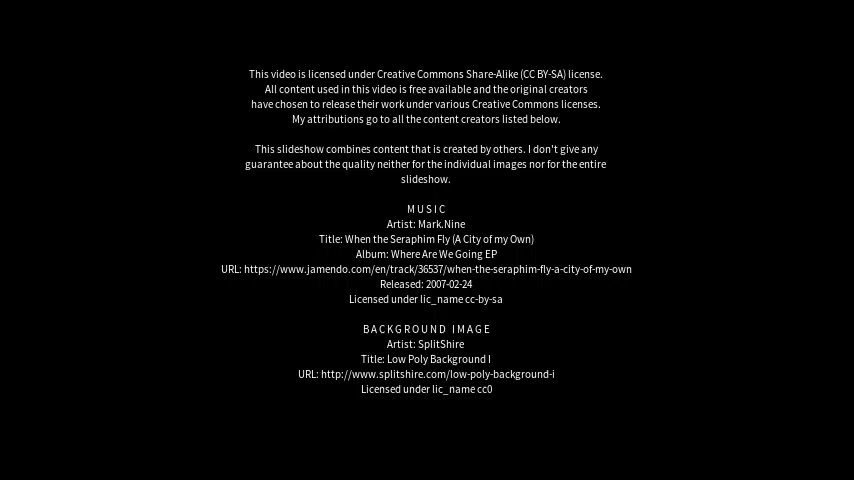 This video is licensed under Creative Commons Share-Alike (CC BY-SA) license.
All content used in this video is free available and the original creators
have chosen to release their work under various Creative Commons licenses.
My attributions go to all the content creators listed below.
This slideshow combines content that is created by others. I don't give any
guarantee about the quality neither for the individual images nor for the entire
slideshow.
MUSIC
Artist: Mark.Nine
Title: When the Seraphim Fly (A City of my Own)
Album: Where Are We Going EP
URL: https://www.jamendo.com/en/track/36537/when-the-seraphim-fly-a-city-of-my-own
Released: 2007-02-24
Licensed under lic_name cc-by-sa
BACKGROUND IMAGE
Artist: SplitShire
Title: Low Poly Background I
URL: http://www.splitshire.com/low-poly-background-i
Licensed under lic_name cc0